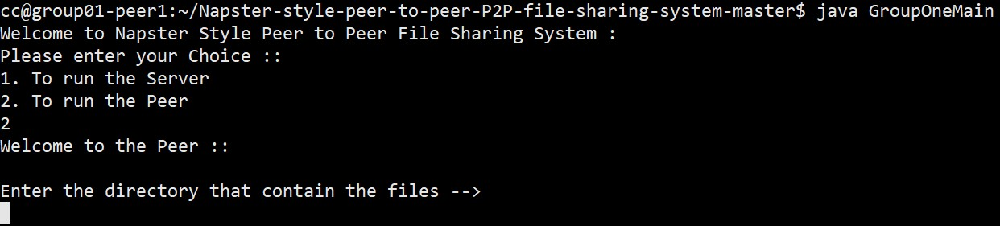 cc@group01-peer1:~/Napster-style-peer-to-peer-P2P-file-sharing-system-master$ java GroupOneMain
Welcome to Napster Style Peer to Peer File Sharing System :
Please enter your Choice ::
1. To run the Server
2. To run the Peer
2
Welcome to the Peer ::
Enter the directory that contain the files -->